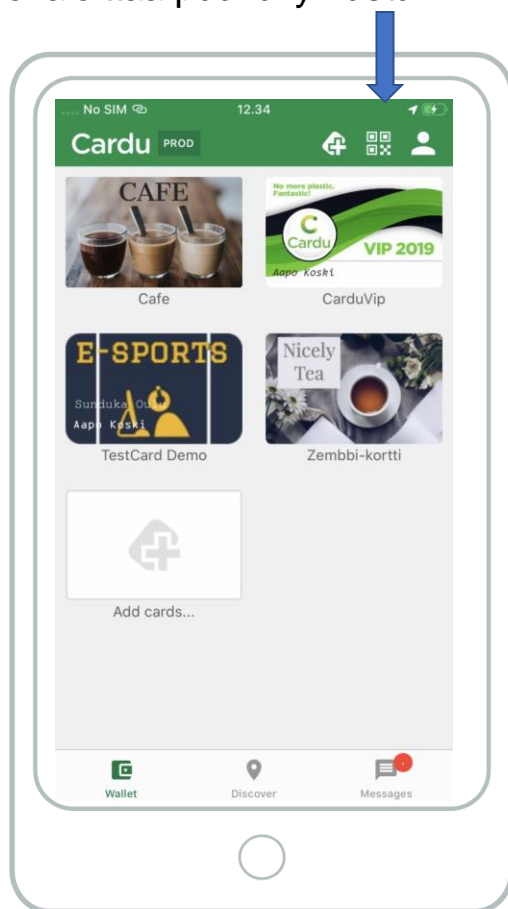 No SIM 12.34
Cardu PROD
CAFE
No more plastic.
Fantastic!
Cardu
VIP 2019
Aapo Koski
Cafe
CarduVip
E-SPORTS
Sunduka
Aapo Koski
Nicely
Tea
TestCard Demo
Zembbi-kortti
Add cards...
Wallet
Discover
Messages